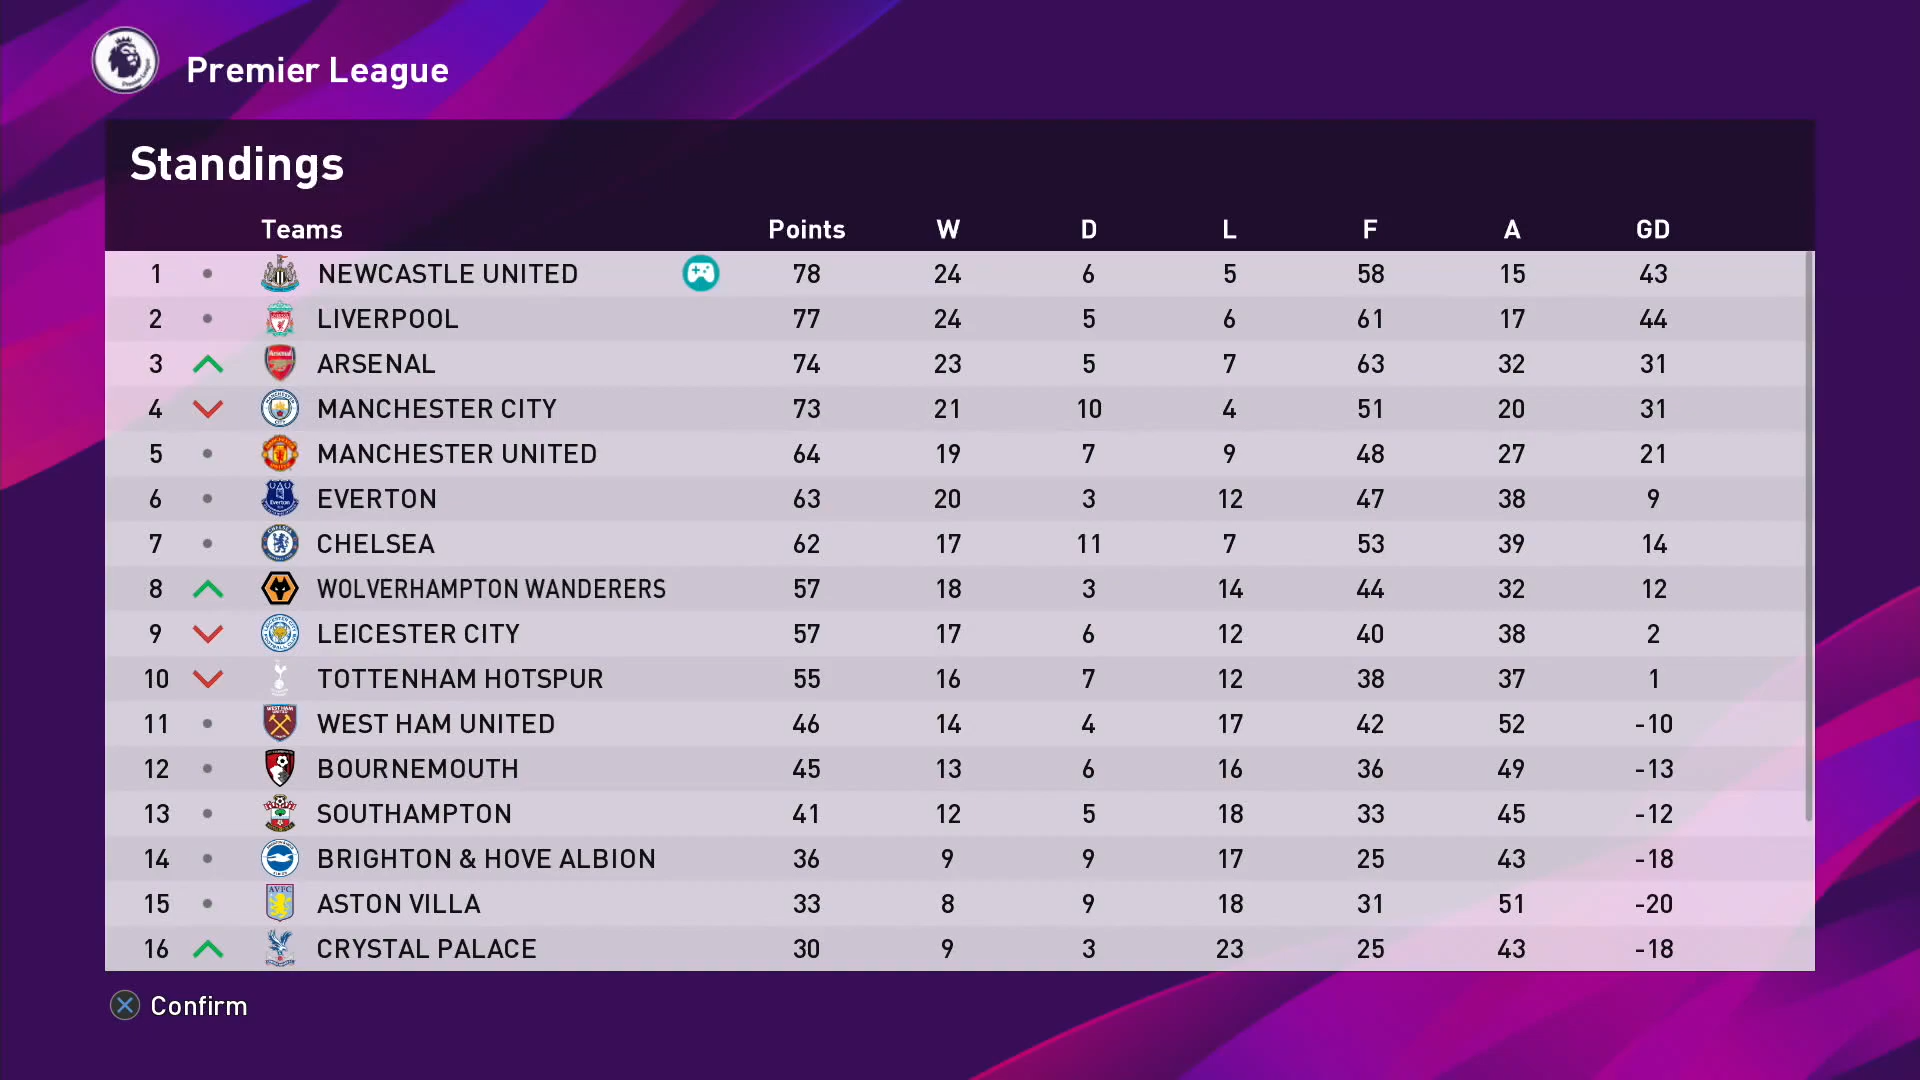 Premier League
Standings
Teams Points W D L F A GD
1 NEWCASTLE UNITED 78 24 6 5 58 15 43
2 LIVERPOOL 77 24 5 6 61 17 44
3 ARSENAL 74 23 5 7 63 32 31
4 MANCHESTER CITY 73 21 10 4 51 20 31
5 MANCHESTER UNITED 64 19 7 9 48 27 21
6 EVERTON 63 20 3 12 47 38 9
7 CHELSEA 62 17 11 7 53 39 14
8 WOLVERHAMPTON WANDERERS 57 18 3 14 44 32 12
9 LEICESTER CITY 57 17 6 12 40 38 2
10 TOTTENHAM HOTSPUR 55 16 7 12 38 37 1
11 WEST HAM UNITED 46 14 4 17 42 52 -10
12 BOURNEMOUTH 45 13 6 16 36 49 -13
13 SOUTHAMPTON 41 12 5 18 33 45 -12
14 BRIGHTON & HOVE ALBION 36 9 9 17 25 43 -18
15 ASTON VILLA 33 8 9 18 31 51 -20
16 CRYSTAL PALACE 30 9 3 23 25 43 -18
Confirm